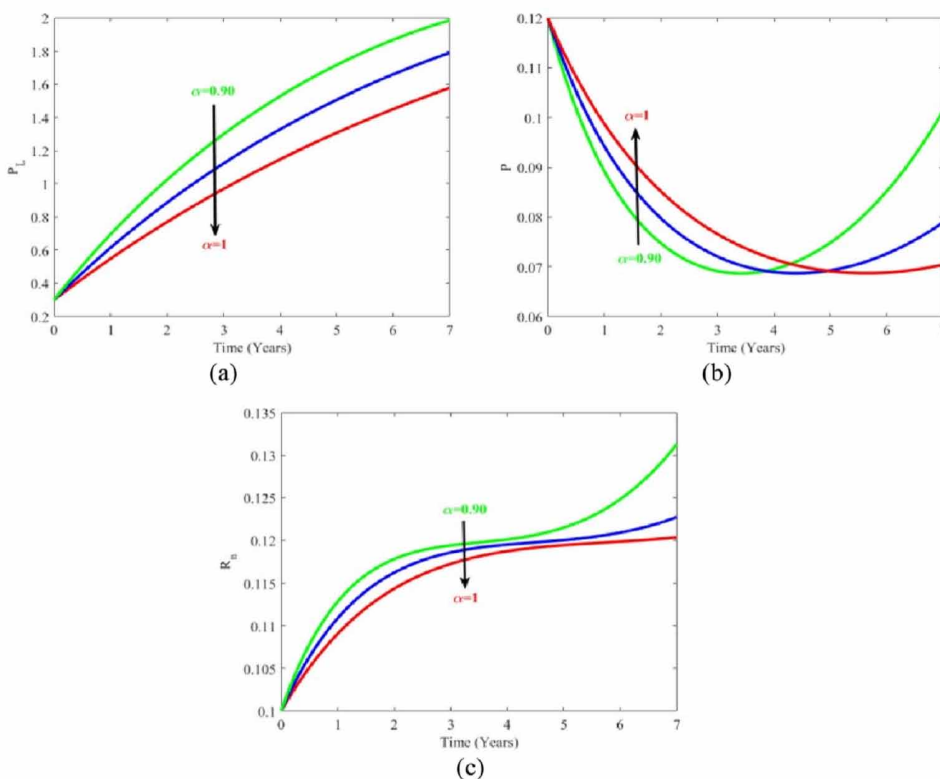 2
1.8
1.6
1.4
1.2
1
0.8
0.6
0.4
0.2
P_L
α=0.90
α=1
0 1 2 3 4 5 6 7
Time (Years)
(a)
0.12
0.11
0.1
0.09
0.08
0.07
0.06
P
α=1
α=0.90
0 1 2 3 4 5 6
Time (Years)
(b)
0.135
0.13
0.125
0.12
0.115
0.11
0.105
0.1
R_n
α=0.90
α=1
0 1 2 3 4 5 6 7
Time (Years)
(c)